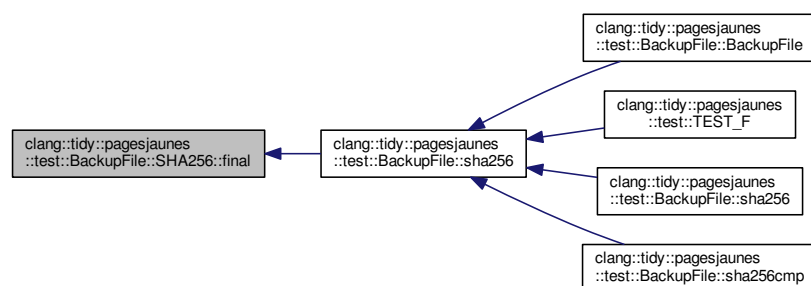 clang::tidy::pagesjaunes
::test::BackupFile::SHA256::final
clang::tidy::pagesjaunes
::test::BackupFile::sha256
clang::tidy::pagesjaunes
::test::BackupFile::BackupFile
clang::tidy::pagesjaunes
::test::TEST_F
clang::tidy::pagesjaunes
::test::BackupFile::sha256
clang::tidy::pagesjaunes
::test::BackupFile::sha256cmp